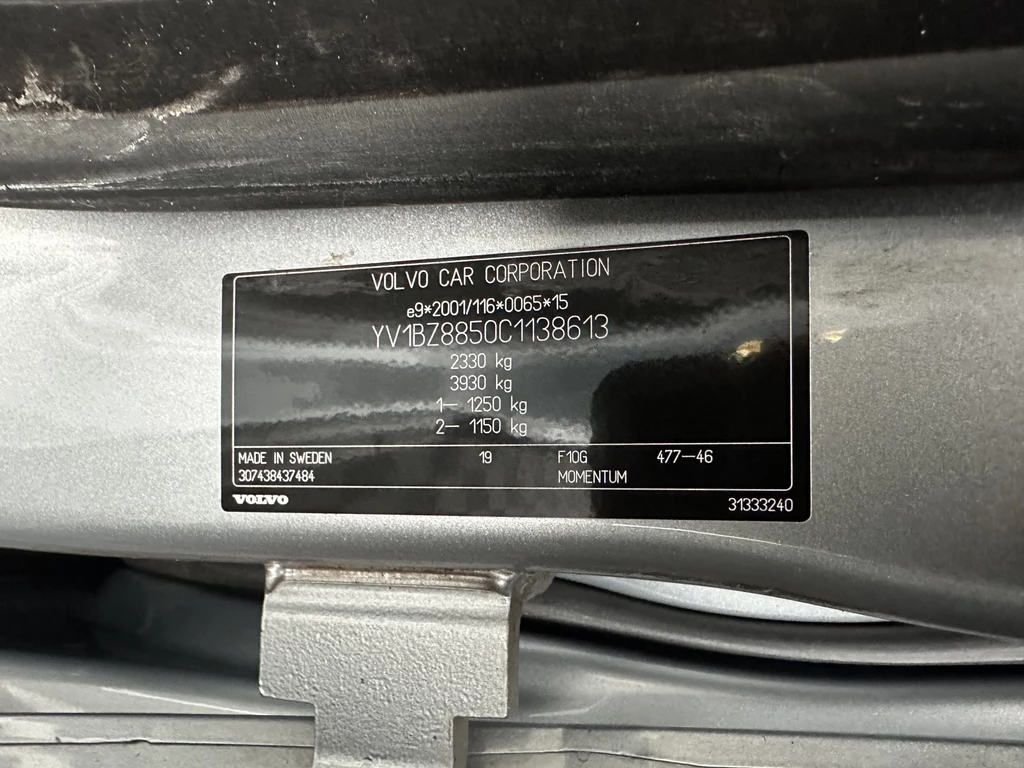 VOLVO CAR CORPORATION
e9*2001/116*0065*15
YV1BZ8850C1138613
2330 kg
3930 kg
1— 1250 kg
2— 1150 kg
MADE IN SWEDEN 19 F10G 477—46
307438437484 MOMENTUM
VOLVO 31333240